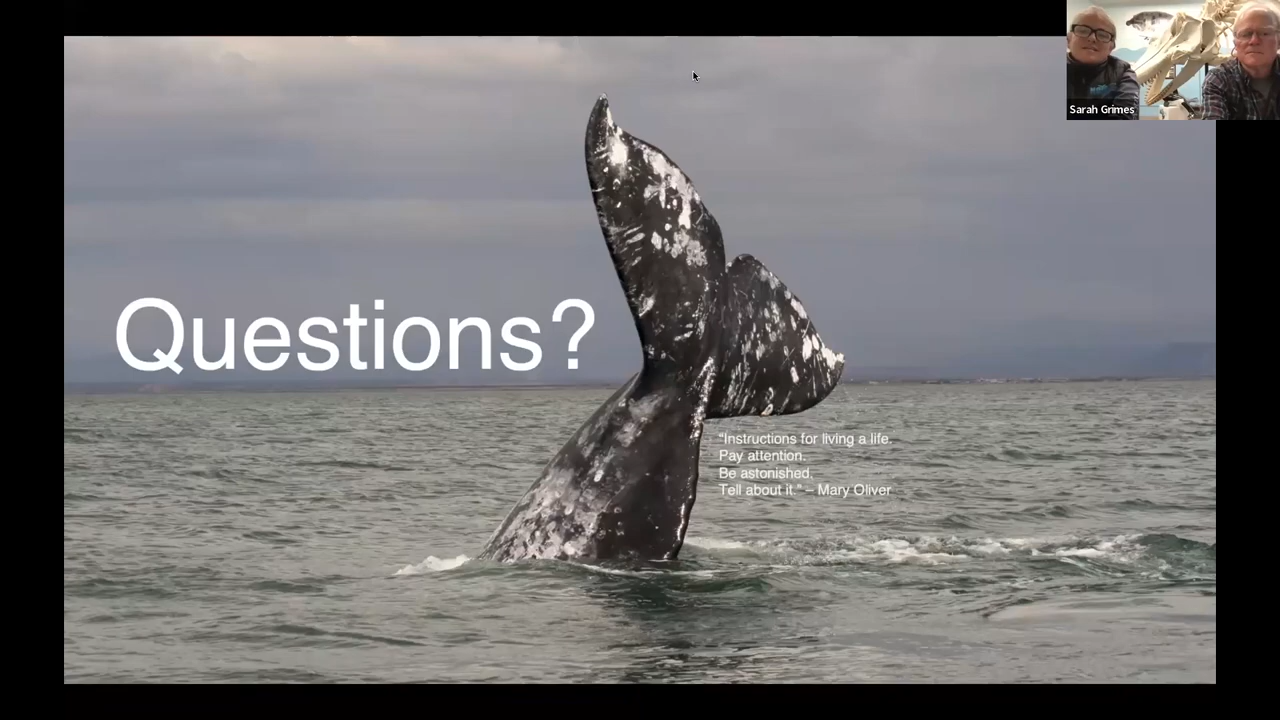 Sarah Grimes
Questions?
“Instructions for living a life.
Pay attention.
Be astonished.
Tell about it.” – Mary Oliver